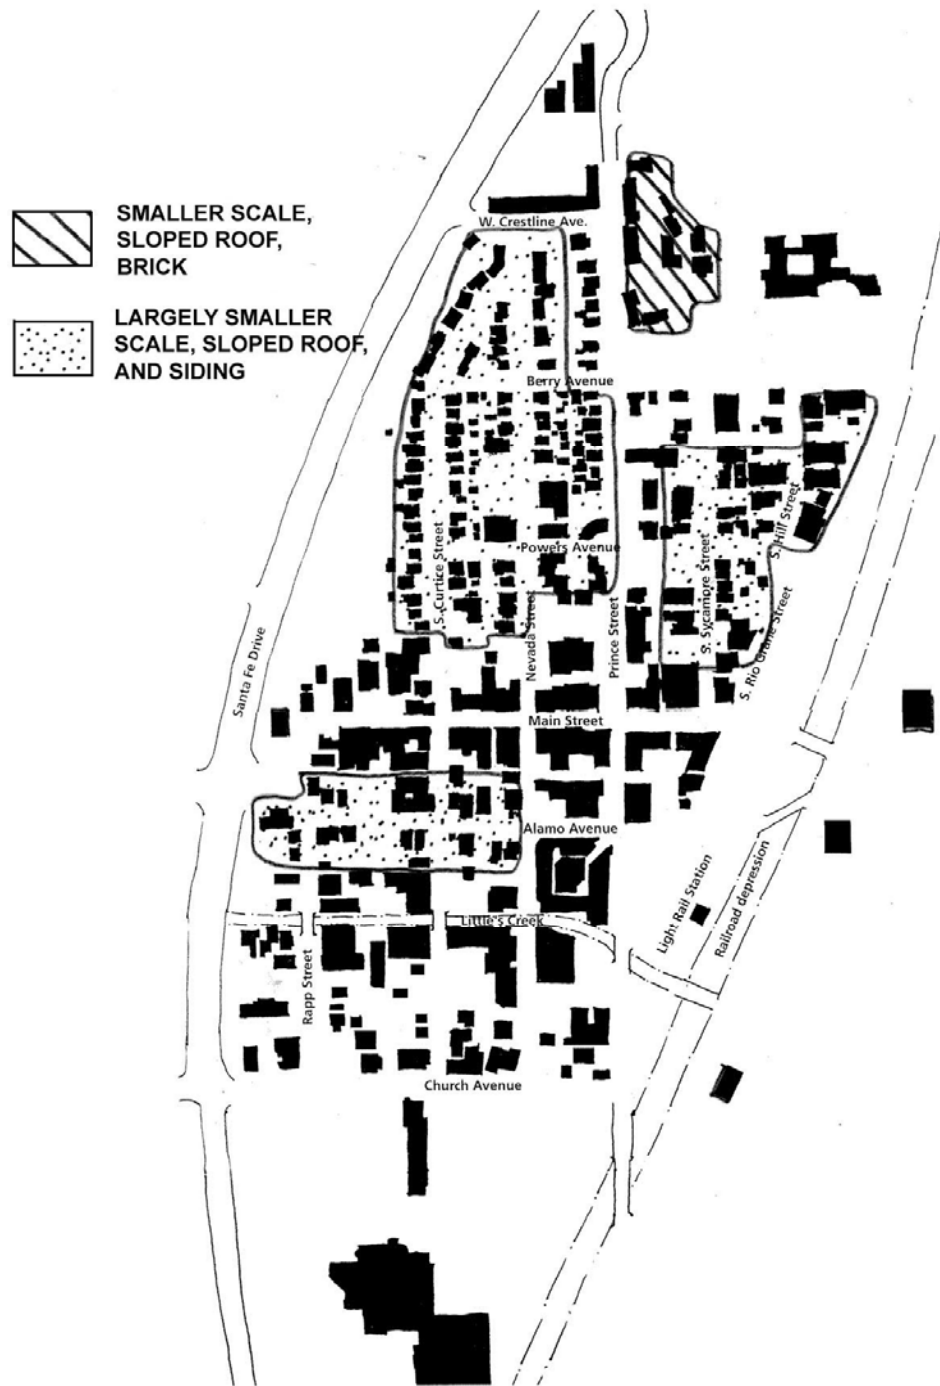 SMALLER SCALE,
SLOPED ROOF,
BRICK
LARGELY SMALLER
SCALE, SLOPED ROOF,
AND SIDING
W. Crestline Ave.
Berry Avenue
S. Curtice Street
Powers Avenue
S. Hill Street
S. Sycamore Street
Nevada Street
Prince Street
S. Rio Grane Street
Santa Fe Drive
Main Street
Alamo Avenue
Light Rail Station
Railroad depression
Little's Creek
Rapp Street
Church Avenue